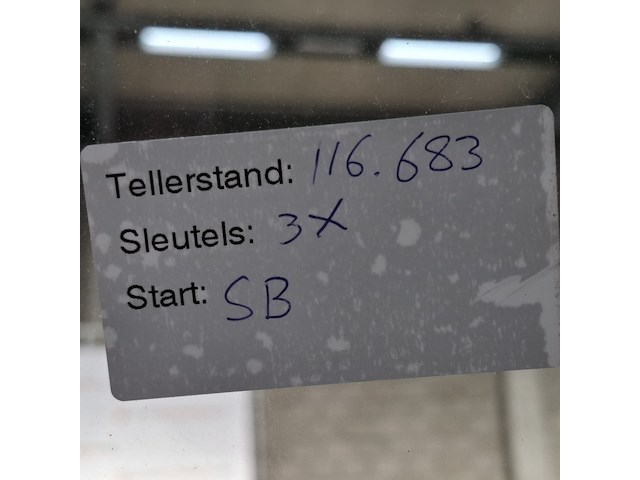 Tellerstand: 116.683
Sleutels: 3X
Start: SB